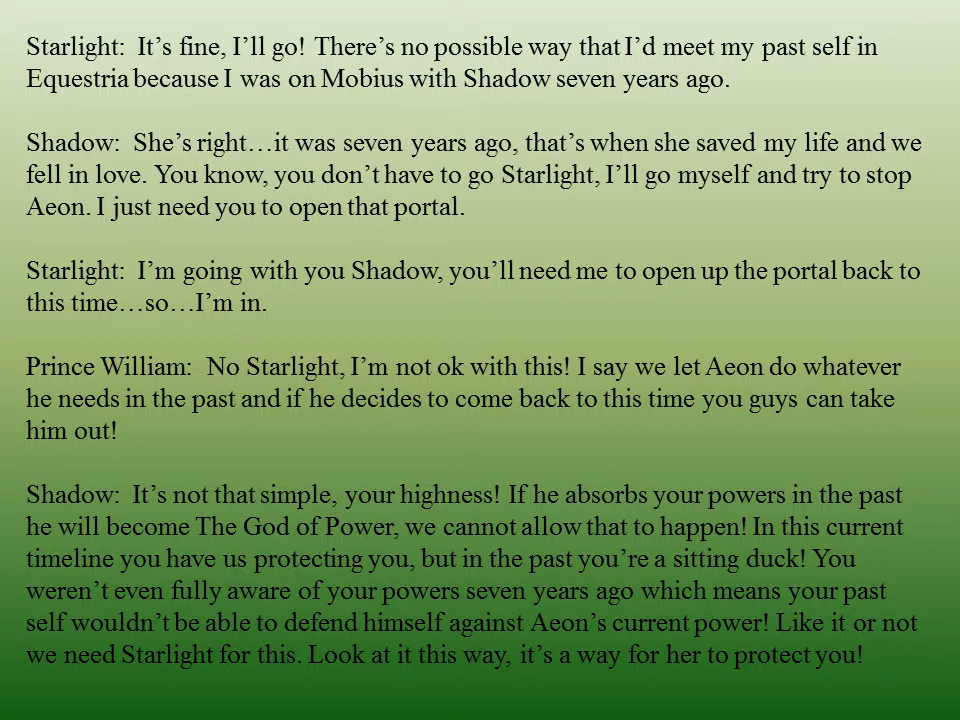 Starlight:  It’s fine, I’ll go! There’s no possible way that I’d meet my past self in
Equestria because I was on Mobius with Shadow seven years ago.
Shadow:  She’s right…it was seven years ago, that’s when she saved my life and we
fell in love. You know, you don’t have to go Starlight, I’ll go myself and try to stop
Aeon. I just need you to open that portal.
Starlight:  I’m going with you Shadow, you’ll need me to open up the portal back to
this time…so…I’m in.
Prince William:  No Starlight, I’m not ok with this! I say we let Aeon do whatever
he needs in the past and if he decides to come back to this time you guys can take
him out!
Shadow:  It’s not that simple, your highness! If he absorbs your powers in the past
he will become The God of Power, we cannot allow that to happen! In this current
timeline you have us protecting you, but in the past you’re a sitting duck! You
weren’t even fully aware of your powers seven years ago which means your past
self wouldn’t be able to defend himself against Aeon’s current power! Like it or not
we need Starlight for this. Look at it this way, it’s a way for her to protect you!